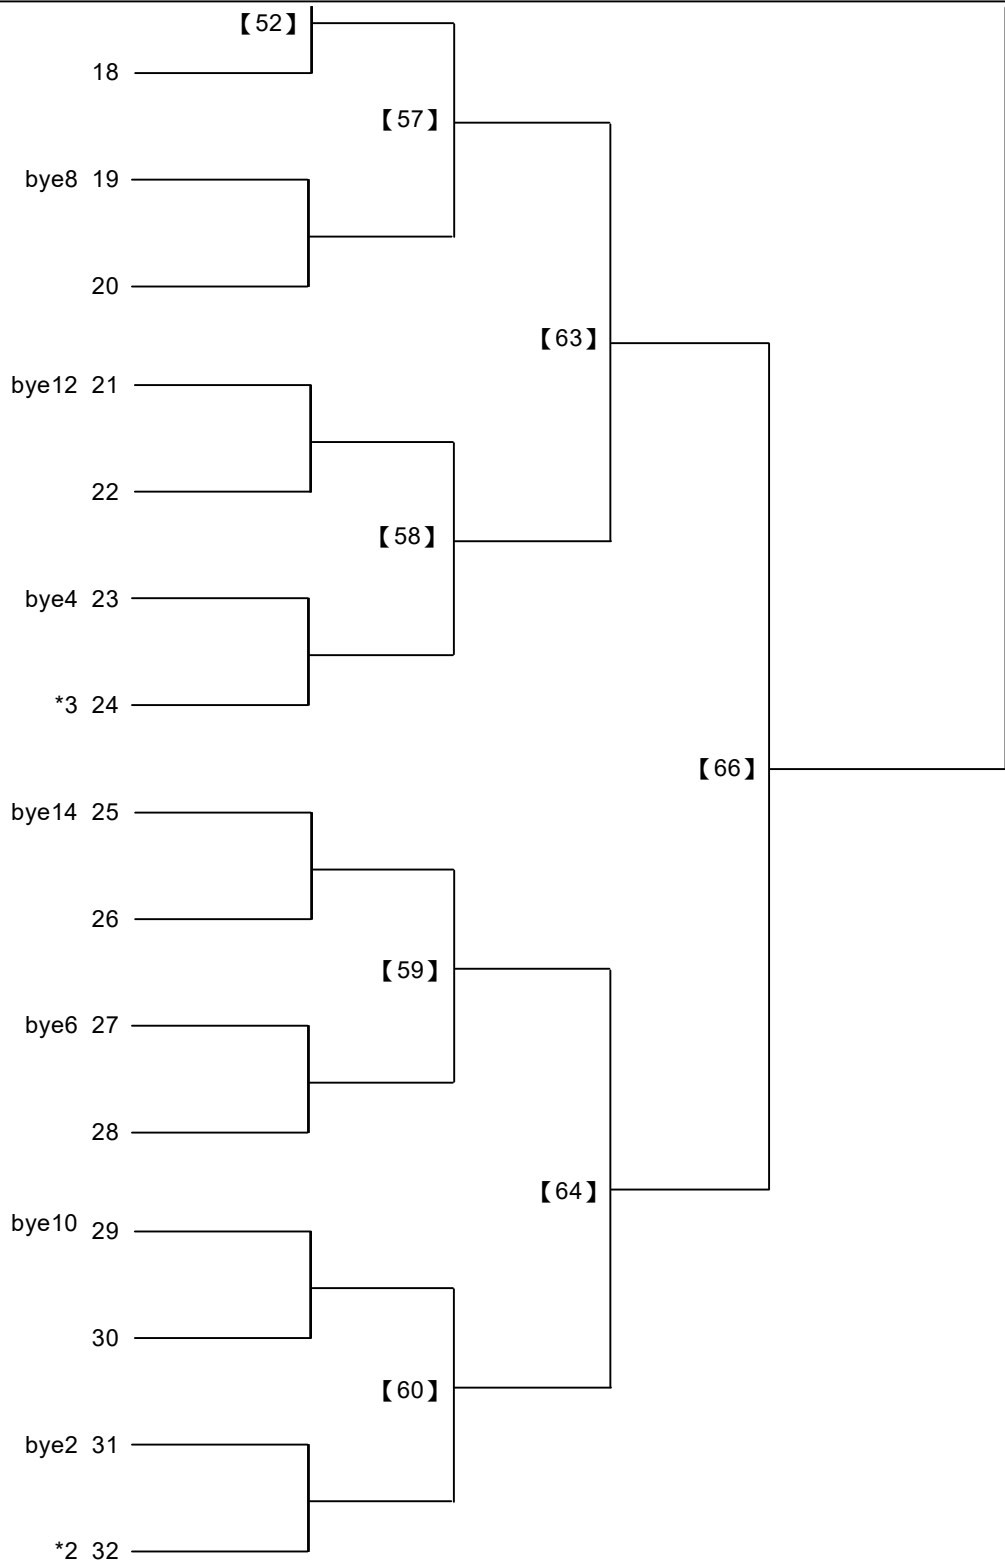 【52】
18
【57】
bye8 19
20
【63】
bye12 21
22
【58】
bye4 23
*3 24
【66】
bye14 25
26
【59】
bye6 27
28
【64】
bye10 29
30
【60】
bye2 31
*2 32